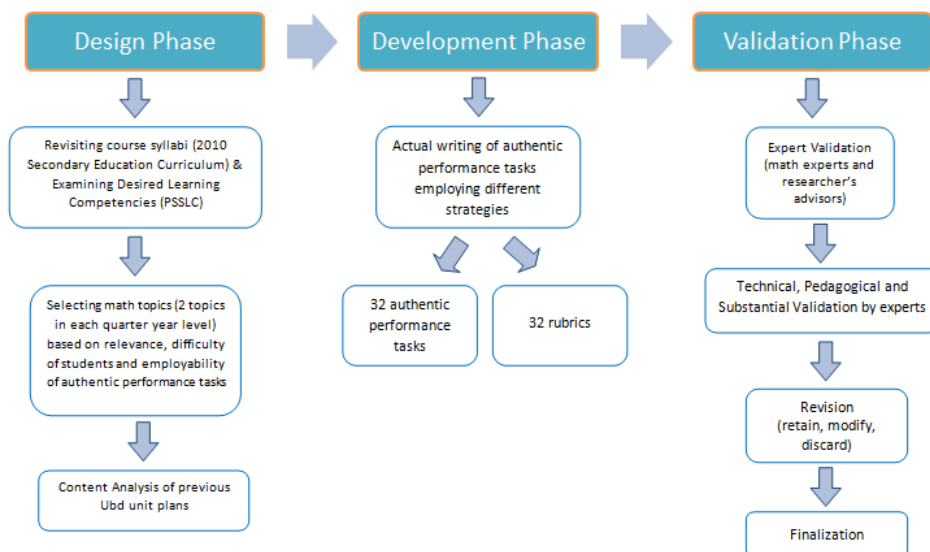 Design Phase
Development Phase
Validation Phase
Revisiting course syllabi (2010
Secondary Education Curriculum) &
Examining Desired Learning
Competencies (PSSLC)
Selecting math topics (2 topics
in each quarter year level)
based on relevance, difficulty
of students and employability
of authentic performance tasks
Content Analysis of previous
Ubd unit plans
Actual writing of authentic
performance tasks
employing different
strategies
32 authentic
performance
tasks
32 rubrics
Expert Validation
(math experts and
researcher's
advisors)
Technical, Pedagogical and
Substantial Validation by experts
Revision
(retain, modify,
discard)
Finalization